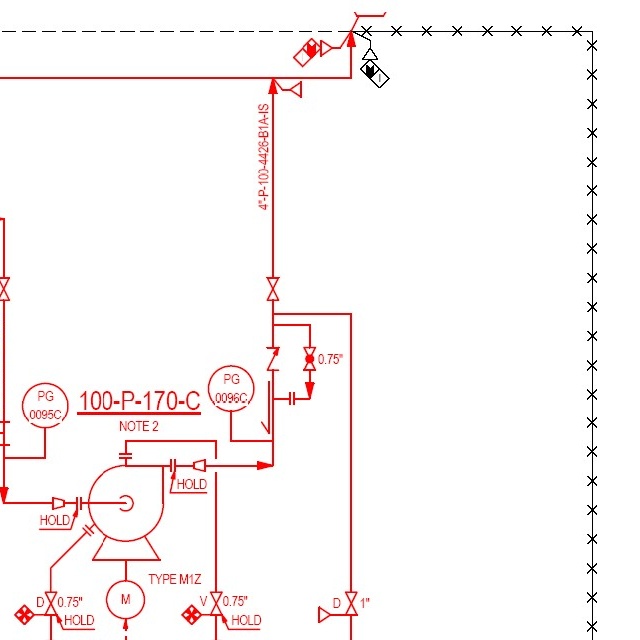 4"-P-100-4426-B1A-IS
0.75"
PG
0095C
100-P-170-C
NOTE 2
PG
0096C
HOLD
HOLD
TYPE M1Z
M
D
0.75"
HOLD
V
0.75"
HOLD
D
1"